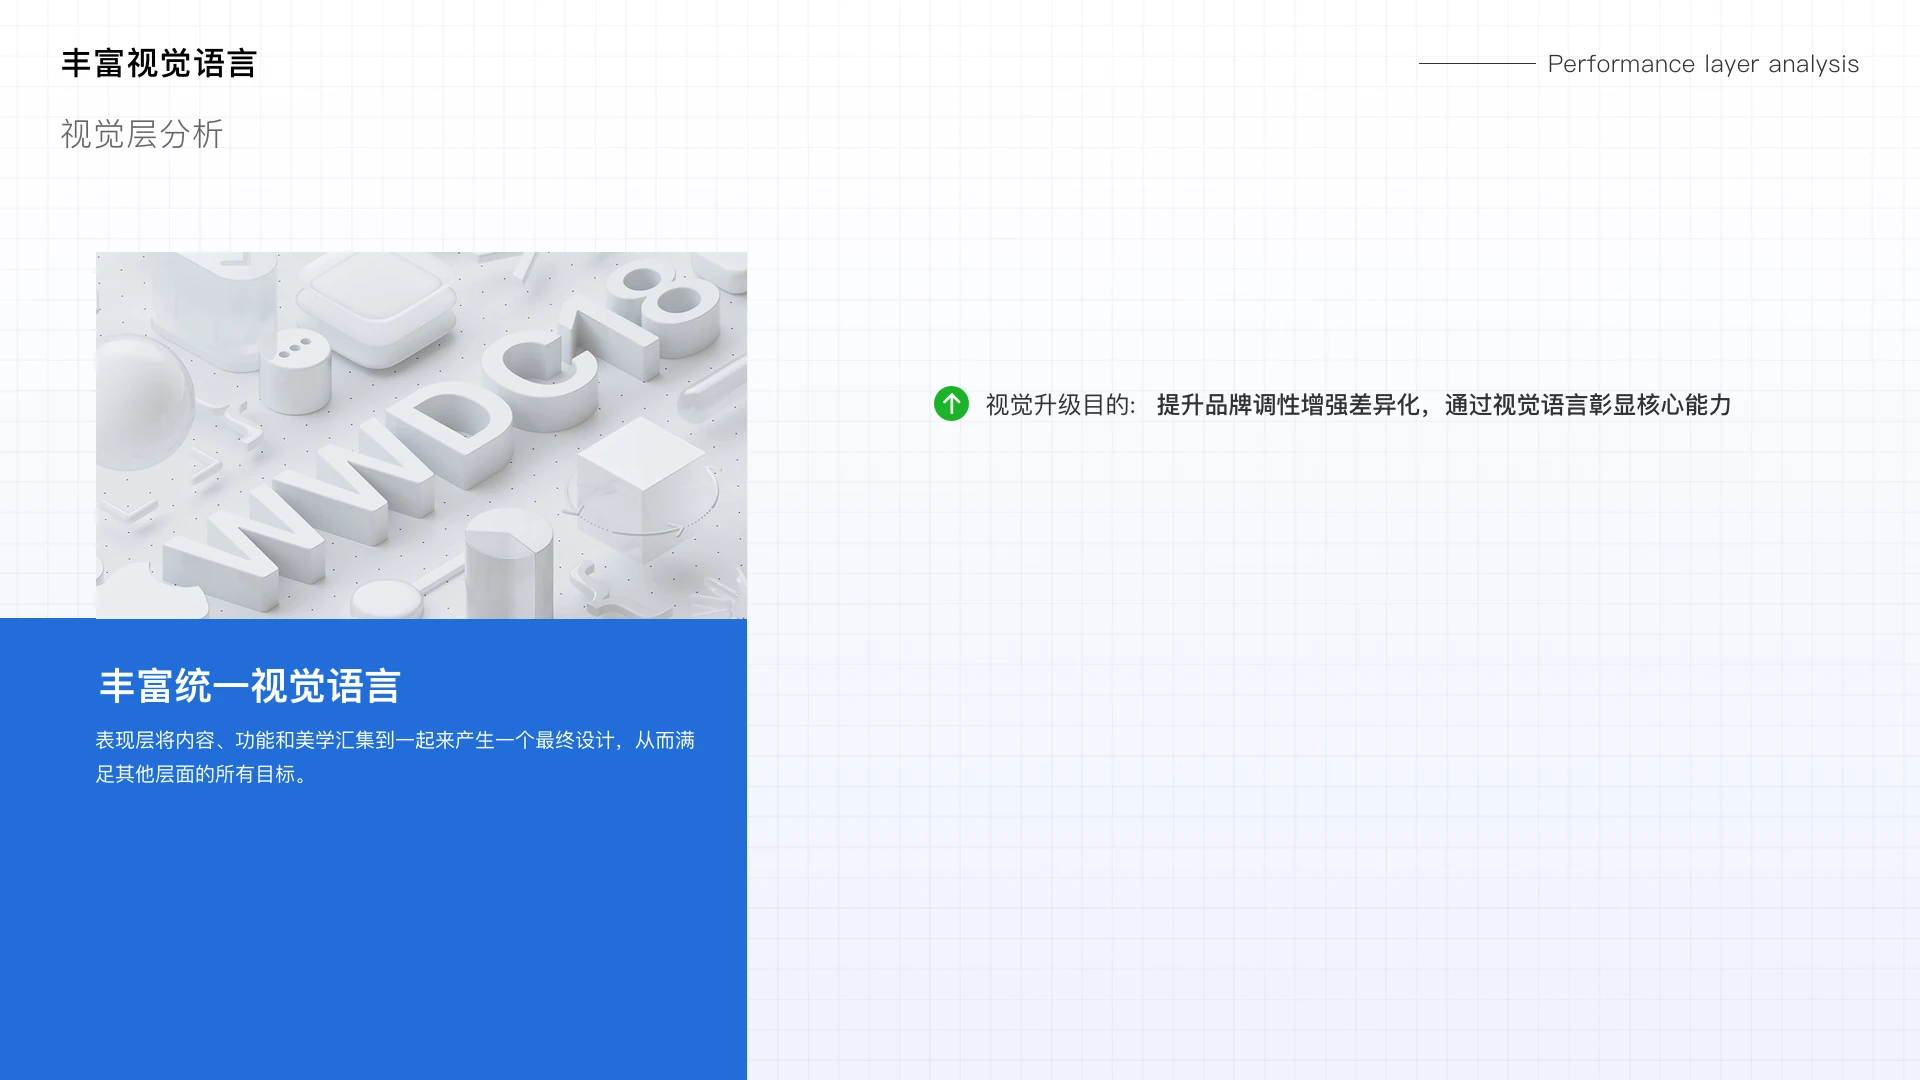 丰富视觉语言
Performance layer analysis
视觉层分析
WWDC18
视觉升级目的: 提升品牌调性增强差异化，通过视觉语言彰显核心能力
丰富统一视觉语言
表现层将内容、功能和美学汇集到一起来产生一个最终设计，从而满
足其他层面的所有目标。